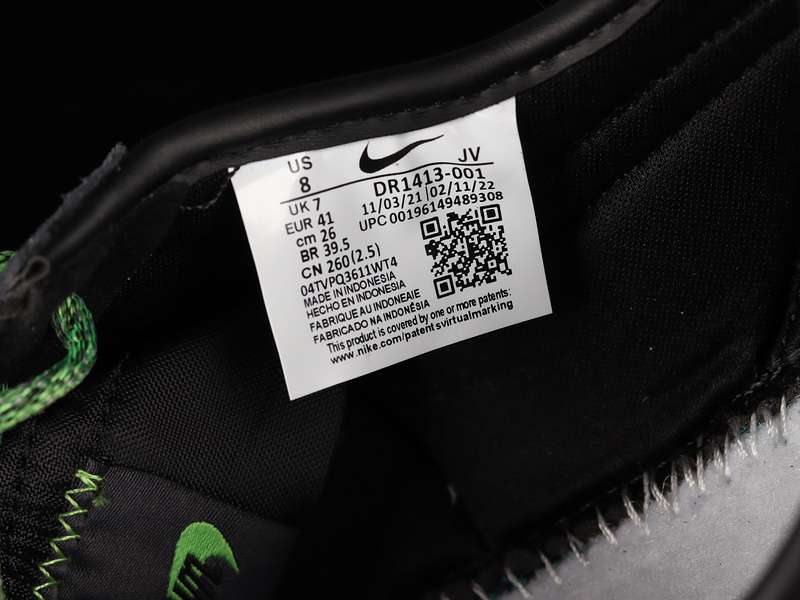 US JV
8 DR1413-001
UK 7 11/03/21 02/11/22
EUR 41 UPC 00196149489308
cm 26
BR 39.5
CN 260(2.5)
04TVPQ3611WT4
MADE IN INDONESIA
HECHO EN INDONESIA
FABRIQUE AU INDONEAIE
FABRICADO NA INDONÉSIA
This product is covered by one or more patents:
www.nike.com/patentsvirtualmarking